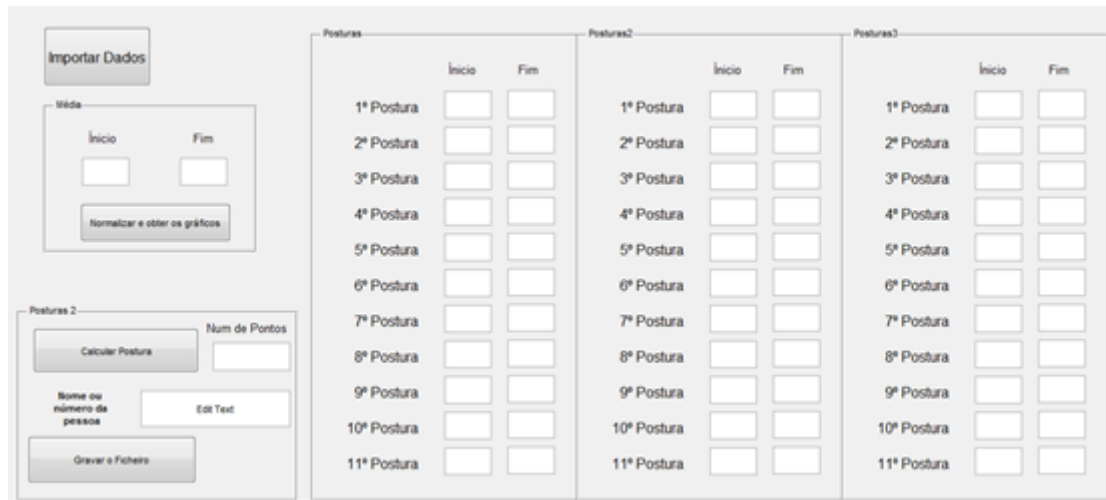 Importar Dados
Média
Ínicio Fim
Normalizar e obter os gráficos
Posturas 2
Num de Pontos
Calcular Postura
Nome ou
número da
pessoa
Edit Text
Gravar o Ficheiro
Posturas
Ínicio Fim
1ª Postura
2ª Postura
3ª Postura
4ª Postura
5ª Postura
6ª Postura
7ª Postura
8ª Postura
9ª Postura
10ª Postura
11ª Postura
Posturas2
Ínicio Fim
1ª Postura
2ª Postura
3ª Postura
4ª Postura
5ª Postura
6ª Postura
7ª Postura
8ª Postura
9ª Postura
10ª Postura
11ª Postura
Posturas3
Ínicio Fim
1ª Postura
2ª Postura
3ª Postura
4ª Postura
5ª Postura
6ª Postura
7ª Postura
8ª Postura
9ª Postura
10ª Postura
11ª Postura